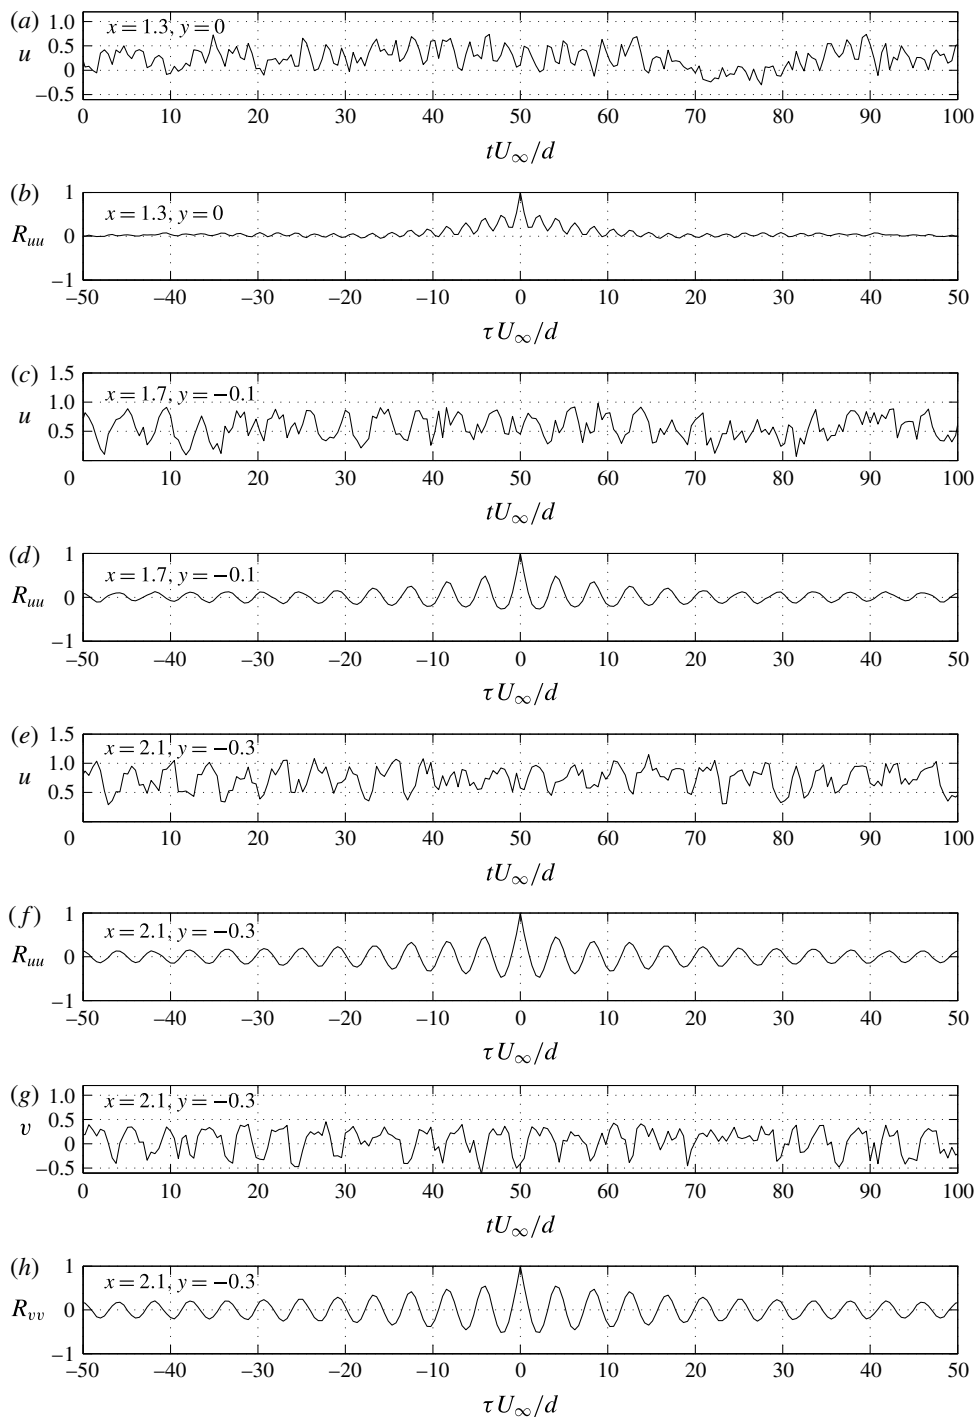 (a)
1.0
0.5
0
−0.5
u
x = 1.3, y = 0
0 10 20 30 40 50 60 70 80 90 100
tU∞/d
(b)
1
0
−1
Ruu
x = 1.3, y = 0
−50 −40 −30 −20 −10 0 10 20 30 40 50
τU∞/d
(c)
1.5
1.0
0.5
u
x = 1.7, y = −0.1
0 10 20 30 40 50 60 70 80 90 100
tU∞/d
(d)
1
0
−1
Ruu
x = 1.7, y = −0.1
−50 −40 −30 −20 −10 0 10 20 30 40 50
τU∞/d
(e)
1.5
1.0
0.5
u
x = 2.1, y = −0.3
0 10 20 30 40 50 60 70 80 90 100
tU∞/d
(f)
1
0
−1
Ruu
x = 2.1, y = −0.3
−50 −40 −30 −20 −10 0 10 20 30 40 50
τU∞/d
(g)
1.0
0.5
0
−0.5
v
x = 2.1, y = −0.3
0 10 20 30 40 50 60 70 80 90 100
tU∞/d
(h)
1
0
−1
Rvv
x = 2.1, y = −0.3
−50 −40 −30 −20 −10 0 10 20 30 40 50
τU∞/d